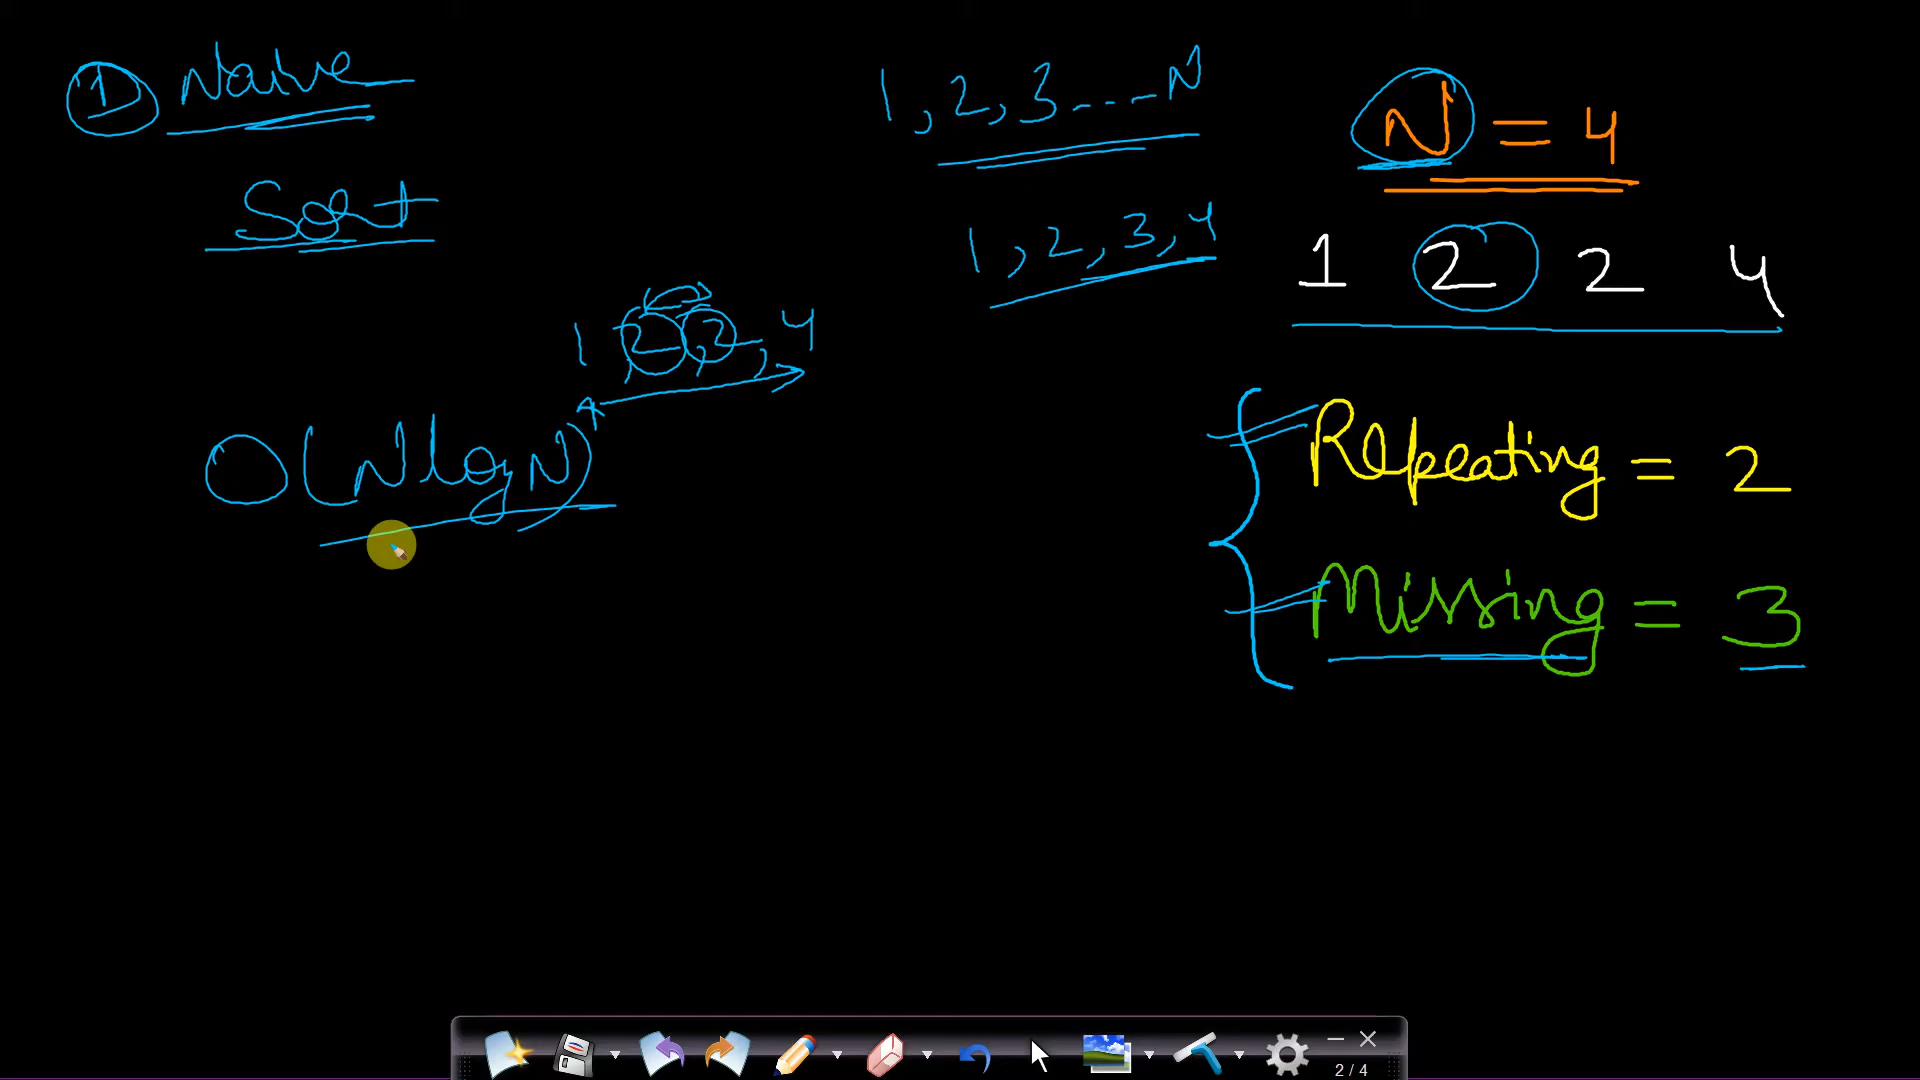 1 Naive
Sort
1, 2, 2, 4
O(NlogN)
1, 2, 3....N
1, 2, 3, 4
N = 4
1 2 2 4
Repeating = 2
Missing = 3
2 / 4